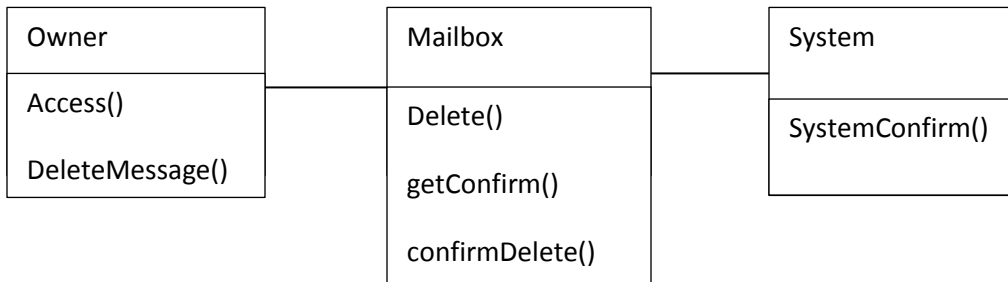 Owner
Access()
DeleteMessage()
Mailbox
Delete()
getConfirm()
confirmDelete()
System
SystemConfirm()